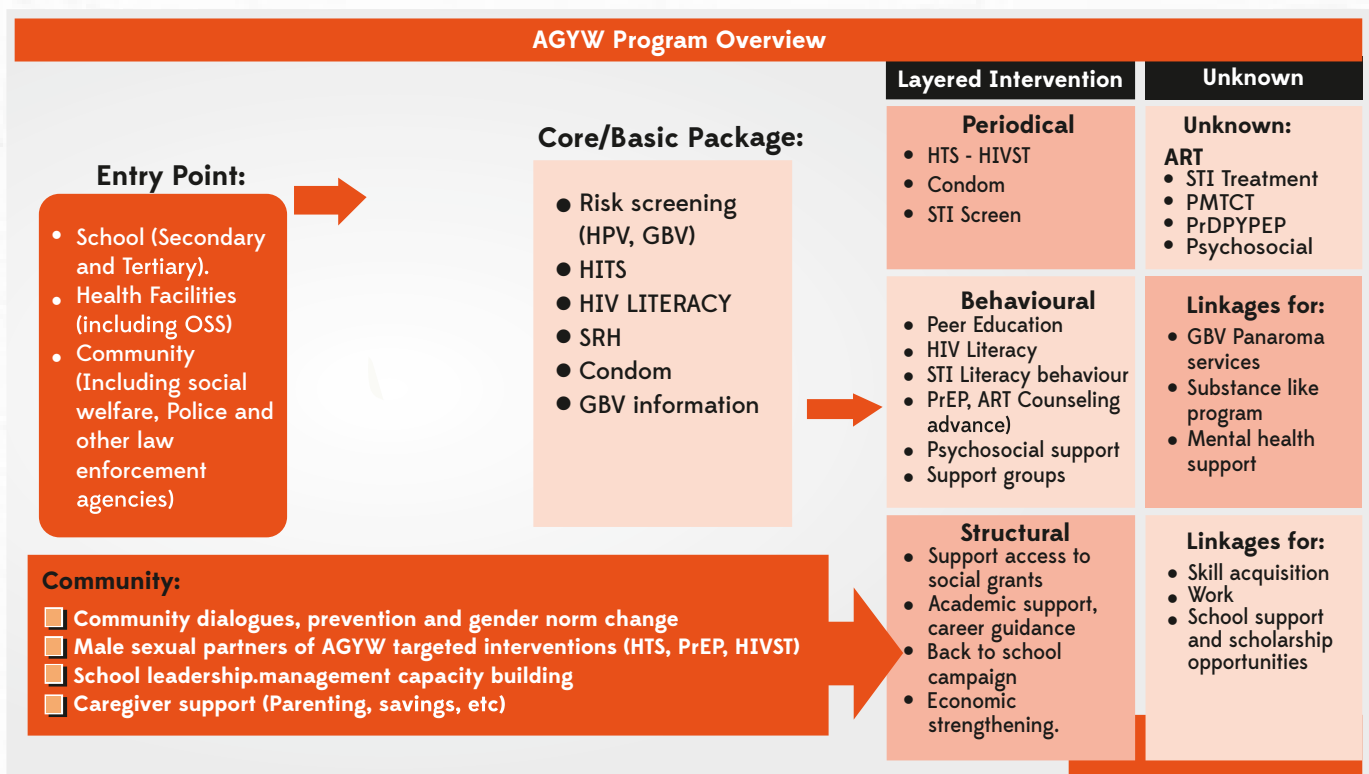 AGYW Program Overview
Entry Point:
• School (Secondary
and Tertiary).
• Health Facilities
(including OSS)
• Community
(Including social
welfare, Police and
other law
enforcement
agencies)
Core/Basic Package:
• Risk screening
(HPV, GBV)
• HITS
• HIV LITERACY
• SRH
• Condom
• GBV information
Layered Intervention
Periodical
• HTS - HIVST
• Condom
• STI Screen
Behavioural
• Peer Education
• HIV Literacy
• STI Literacy behaviour
• PrEP, ART Counseling
advance)
• Psychosocial support
• Support groups
Structural
• Support access to
social grants
• Academic support,
career guidance
• Back to school
campaign
• Economic
strengthening.
Unknown
Unknown:
ART
• STI Treatment
• PMTCT
• PrDPYPEP
• Psychosocial
Linkages for:
• GBV Panaroma
services
• Substance like
program
• Mental health
support
Linkages for:
• Skill acquisition
• Work
• School support
and scholarship
opportunities
Community:
Community dialogues, prevention and gender norm change
Male sexual partners of AGYW targeted interventions (HTS, PrEP, HIVST)
School leadership.management capacity building
Caregiver support (Parenting, savings, etc)